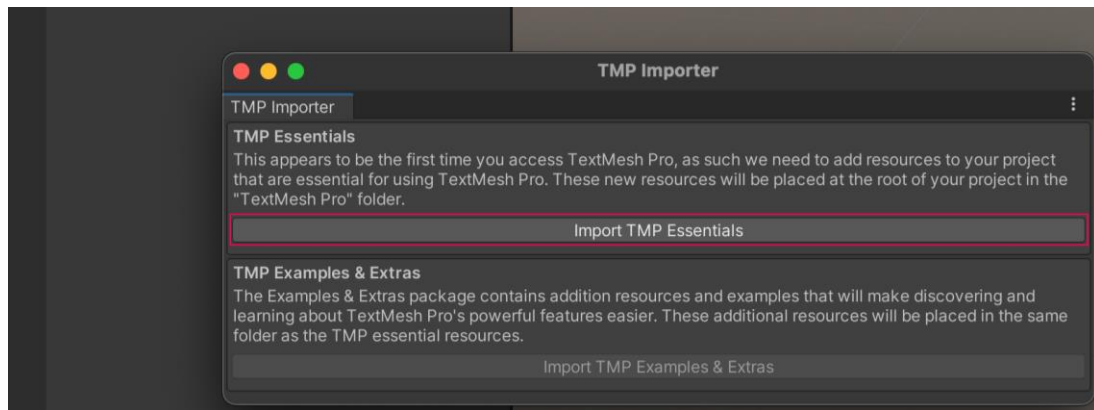 TMP Importer
TMP Importer
TMP Essentials
This appears to be the first time you access TextMesh Pro, as such we need to add resources to your project
that are essential for using TextMesh Pro. These new resources will be placed at the root of your project in the
"TextMesh Pro" folder.
Import TMP Essentials
TMP Examples & Extras
The Examples & Extras package contains addition resources and examples that will make discovering and
learning about TextMesh Pro's powerful features easier. These additional resources will be placed in the same
folder as the TMP essential resources.
Import TMP Examples & Extras